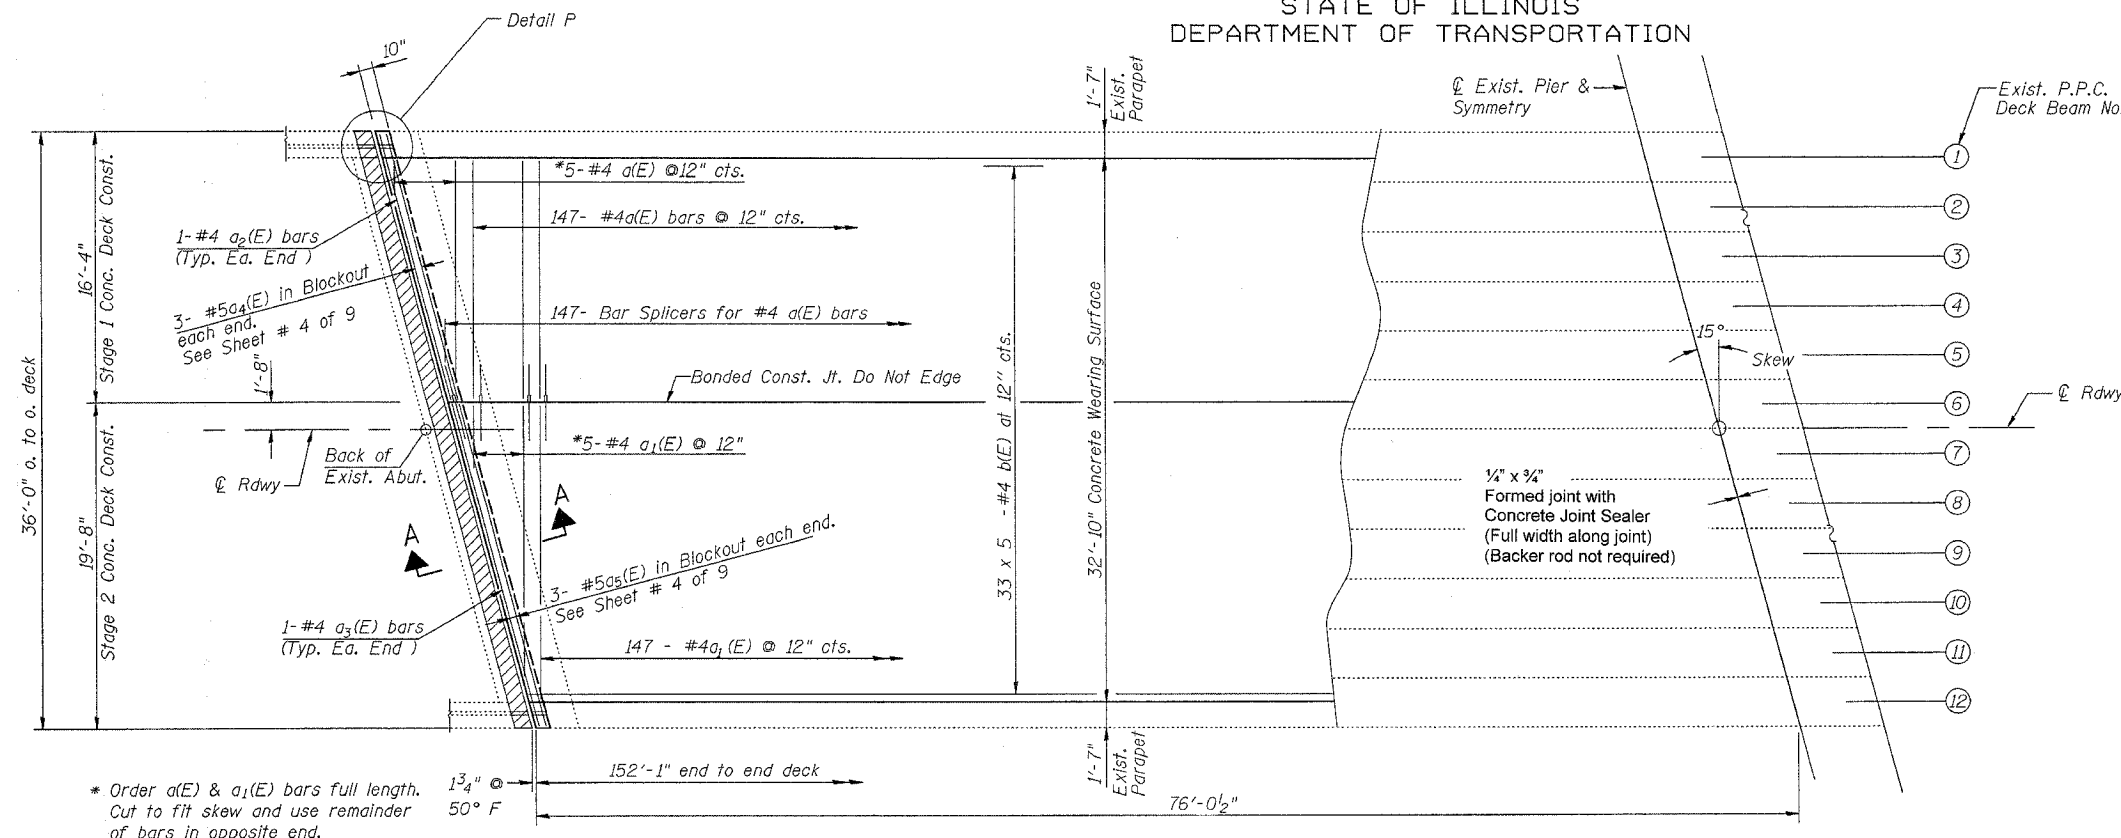 STATE OF ILLINOIS
DEPARTMENT OF TRANSPORTATION
Detail P
10"
1'-7"
Exist.
Parapet
℄ Exist. Pier &
Symmetry
Exist. P.P.C.
Deck Beam No
*5-#4 a(E) @12" cts.
147- #4a(E) bars @ 12" cts.
1-#4 a2(E) bars
(Typ. Ea. End )
3- #5a4(E) in Blockout
each end.
See Sheet # 4 of 9
147- Bar Splicers for #4 a(E) bars
36'-0" o. to o. deck
16'-4"
Stage 1 Conc. Deck Const.
1'-8"
Bonded Const. Jt. Do Not Edge
33 x 5 -#4 b(E) at 12" cts.
32'-10" Concrete Wearing Surface
15°
Skew
℄ Rdwy
1
2
3
4
5
6
7
8
9
10
11
12
℄ Rdwy
Back of
Exist. Abut.
*5-#4 a1(E) @ 12"
A
A
19'-8"
Stage 2 Conc. Deck Const.
3- #5a5(E) in Blockout each end.
See Sheet # 4 of 9
¼" x ¾"
Formed joint with
Concrete Joint Sealer
(Full width along joint)
(Backer rod not required)
1-#4 a3(E) bars
(Typ. Ea. End )
147 - #4a1 (E) @ 12" cts.
1'-7"
Exist.
Parapet
152'-1" end to end deck
1¾" @
50° F
76'-0½"
* Order a(E) & a1(E) bars full length.
Cut to fit skew and use remainder
of bars in opposite end.